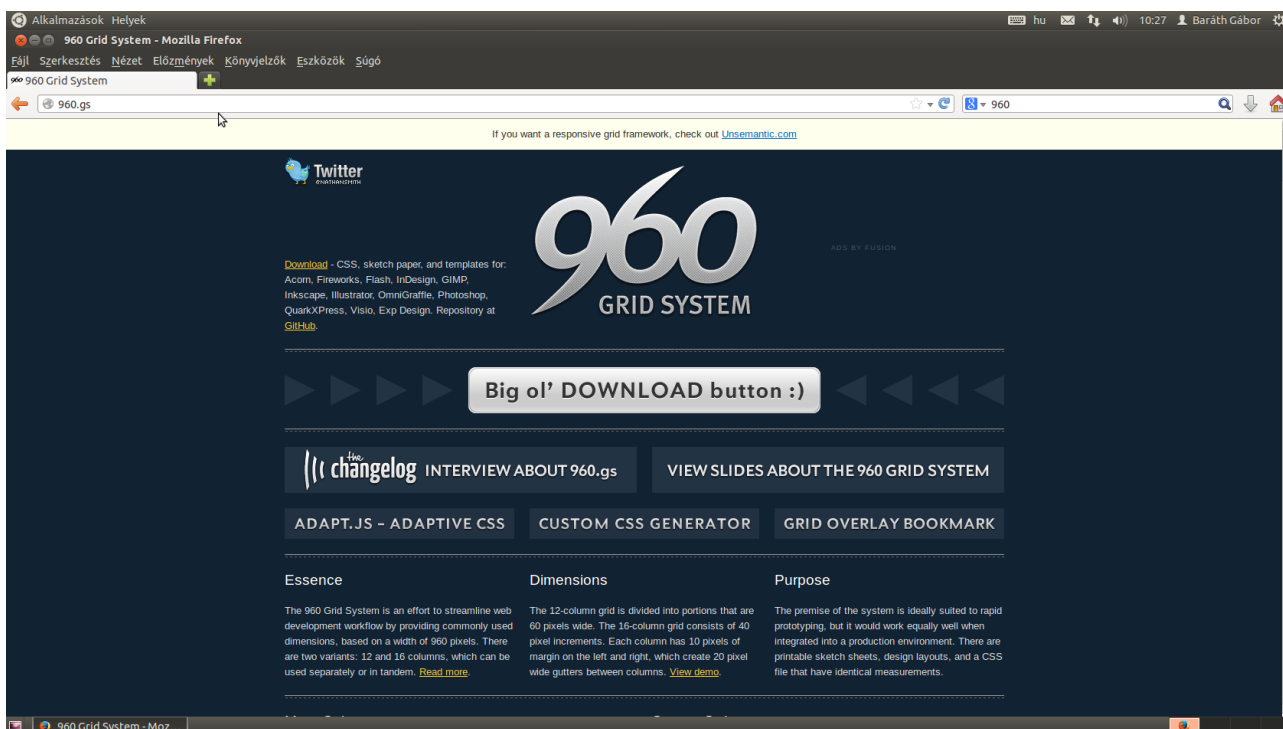 Alkalmazások Helyek
hu 10:27 Baráth Gábor
960 Grid System - Mozilla Firefox
Fájl Szerkesztés Nézet Előzmények Könyvjelzők Eszközök Súgó
960 960 Grid System
960.gs
960
If you want a responsive grid framework, check out Unsemantic.com
Twitter
@NATHANSMITH
960
GRID SYSTEM
ADS BY FUSION
Download - CSS, sketch paper, and templates for:
Acorn, Fireworks, Flash, InDesign, GIMP,
Inkscape, Illustrator, OmniGraffle, Photoshop,
QuarkXPress, Visio, Exp Design. Repository at
GitHub.
Big ol’ DOWNLOAD button :)
the changelog INTERVIEW ABOUT 960.gs
VIEW SLIDES ABOUT THE 960 GRID SYSTEM
ADAPT.JS – ADAPTIVE CSS
CUSTOM CSS GENERATOR
GRID OVERLAY BOOKMARK
Essence
The 960 Grid System is an effort to streamline web
development workflow by providing commonly used
dimensions, based on a width of 960 pixels. There
are two variants: 12 and 16 columns, which can be
used separately or in tandem. Read more.
Dimensions
The 12-column grid is divided into portions that are
60 pixels wide. The 16-column grid consists of 40
pixel increments. Each column has 10 pixels of
margin on the left and right, which create 20 pixel
wide gutters between columns. View demo.
Purpose
The premise of the system is ideally suited to rapid
prototyping, but it would work equally well when
integrated into a production environment. There are
printable sketch sheets, design layouts, and a CSS
file that have identical measurements.
960 Grid System - Moz...